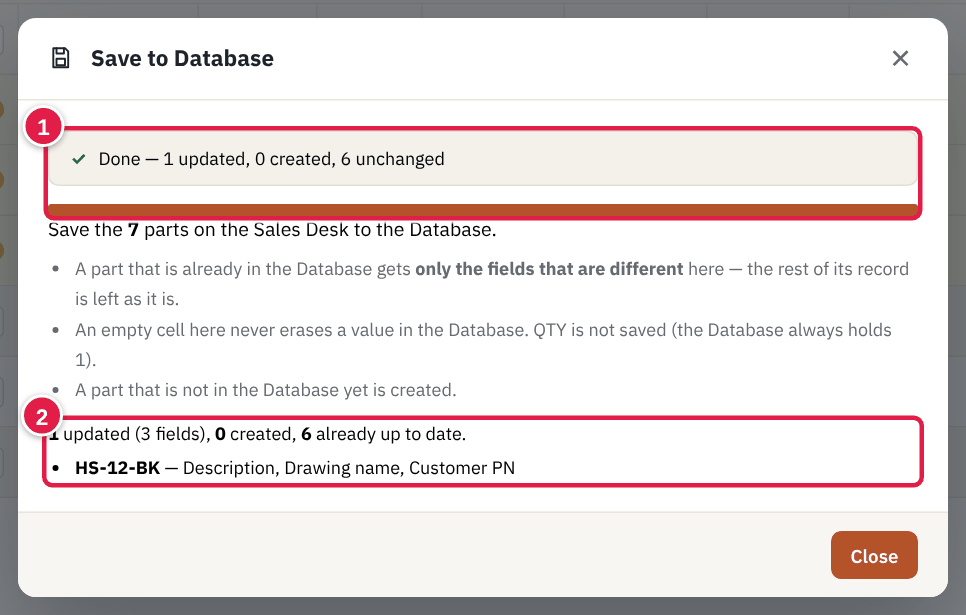 Save to Database
1
Done — 1 updated, 0 created, 6 unchanged
Save the 7 parts on the Sales Desk to the Database.
• A part that is already in the Database gets only the fields that are different here — the rest of its record
is left as it is.
• An empty cell here never erases a value in the Database. QTY is not saved (the Database always holds
1).
• A part that is not in the Database yet is created.
2
1 updated (3 fields), 0 created, 6 already up to date.
• HS-12-BK — Description, Drawing name, Customer PN
Close